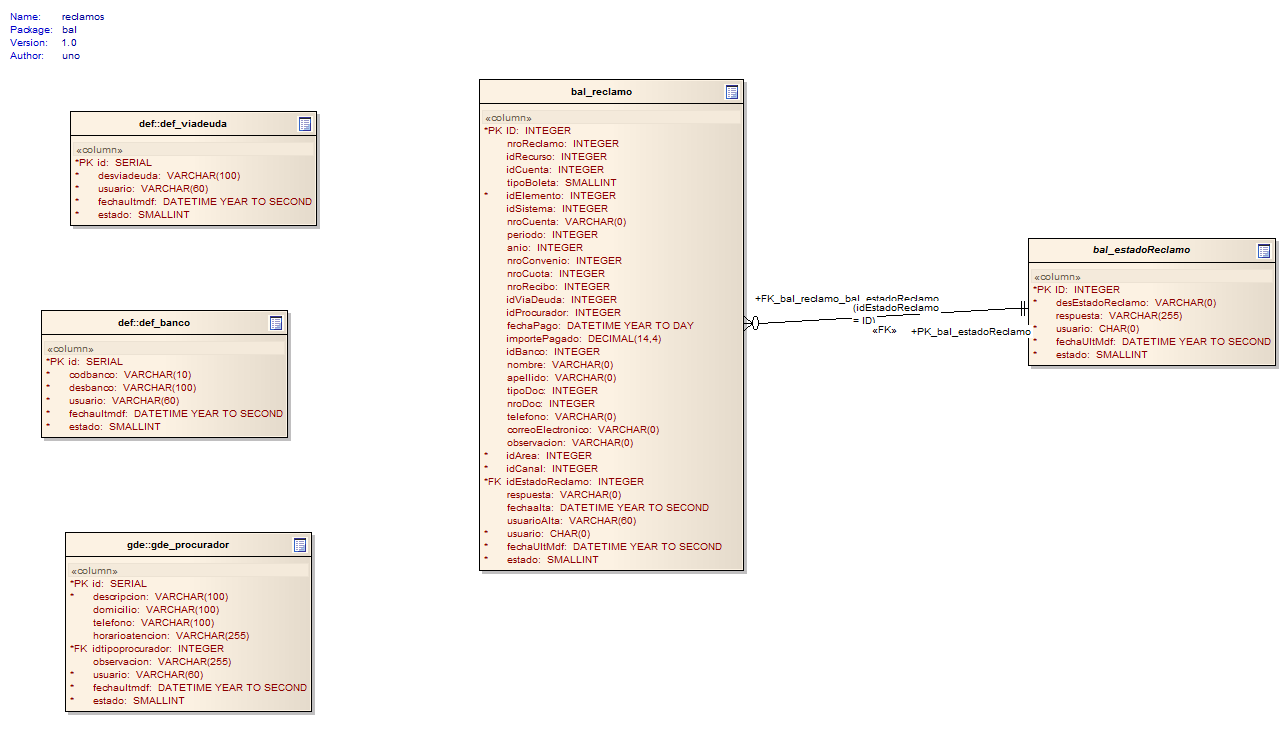 Name: reclamos
Package: bal
Version: 1.0
Author: uno
def::def_viadeuda
«column»
*PK id: SERIAL
* desviadeuda: VARCHAR(100)
* usuario: VARCHAR(60)
* fechaultmdf: DATETIME YEAR TO SECOND
* estado: SMALLINT
def::def_banco
«column»
*PK id: SERIAL
* codbanco: VARCHAR(10)
* desbanco: VARCHAR(100)
* usuario: VARCHAR(60)
* fechaultmdf: DATETIME YEAR TO SECOND
* estado: SMALLINT
gde::gde_procurador
«column»
*PK id: SERIAL
* descripcion: VARCHAR(100)
domicilio: VARCHAR(100)
telefono: VARCHAR(100)
horarioatencion: VARCHAR(255)
*FK idtipoprocurador: INTEGER
observacion: VARCHAR(255)
* usuario: VARCHAR(60)
* fechaultmdf: DATETIME YEAR TO SECOND
* estado: SMALLINT
bal_reclamo
«column»
*PK ID: INTEGER
nroReclamo: INTEGER
idRecurso: INTEGER
idCuenta: INTEGER
tipoBoleta: SMALLINT
* idElemento: INTEGER
idSistema: INTEGER
nroCuenta: VARCHAR(0)
periodo: INTEGER
anio: INTEGER
nroConvenio: INTEGER
nroCuota: INTEGER
nroRecibo: INTEGER
idViaDeuda: INTEGER
idProcurador: INTEGER
fechaPago: DATETIME YEAR TO DAY
importePagado: DECIMAL(14,4)
idBanco: INTEGER
nombre: VARCHAR(0)
apellido: VARCHAR(0)
tipoDoc: INTEGER
nroDoc: INTEGER
telefono: VARCHAR(0)
correoElectronico: VARCHAR(0)
observacion: VARCHAR(0)
* idArea: INTEGER
* idCanal: INTEGER
*FK idEstadoReclamo: INTEGER
respuesta: VARCHAR(0)
fechaalta: DATETIME YEAR TO SECOND
usuarioAlta: VARCHAR(60)
* usuario: CHAR(0)
* fechaUltMdf: DATETIME YEAR TO SECOND
* estado: SMALLINT
+FK_bal_reclamo_bal_estadoReclamo
(idEstadoReclamo
= ID)
«FK»
+PK_bal_estadoReclamo
bal_estadoReclamo
«column»
*PK ID: INTEGER
* desEstadoReclamo: VARCHAR(0)
respuesta: VARCHAR(255)
* usuario: CHAR(0)
* fechaUltMdf: DATETIME YEAR TO SECOND
* estado: SMALLINT